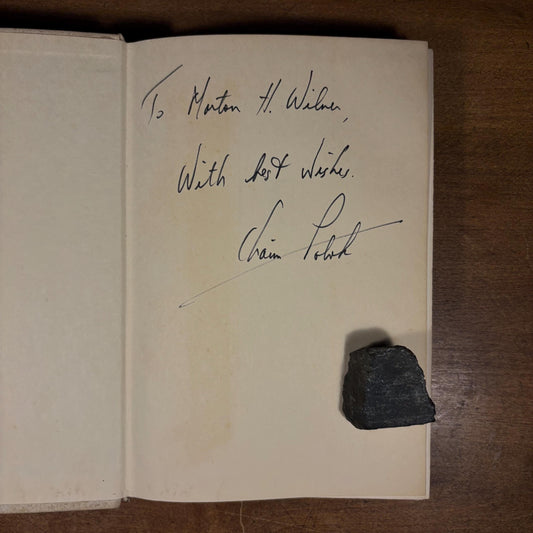 To Morton H. Wilner,
With best wishes.
Chaim Potok